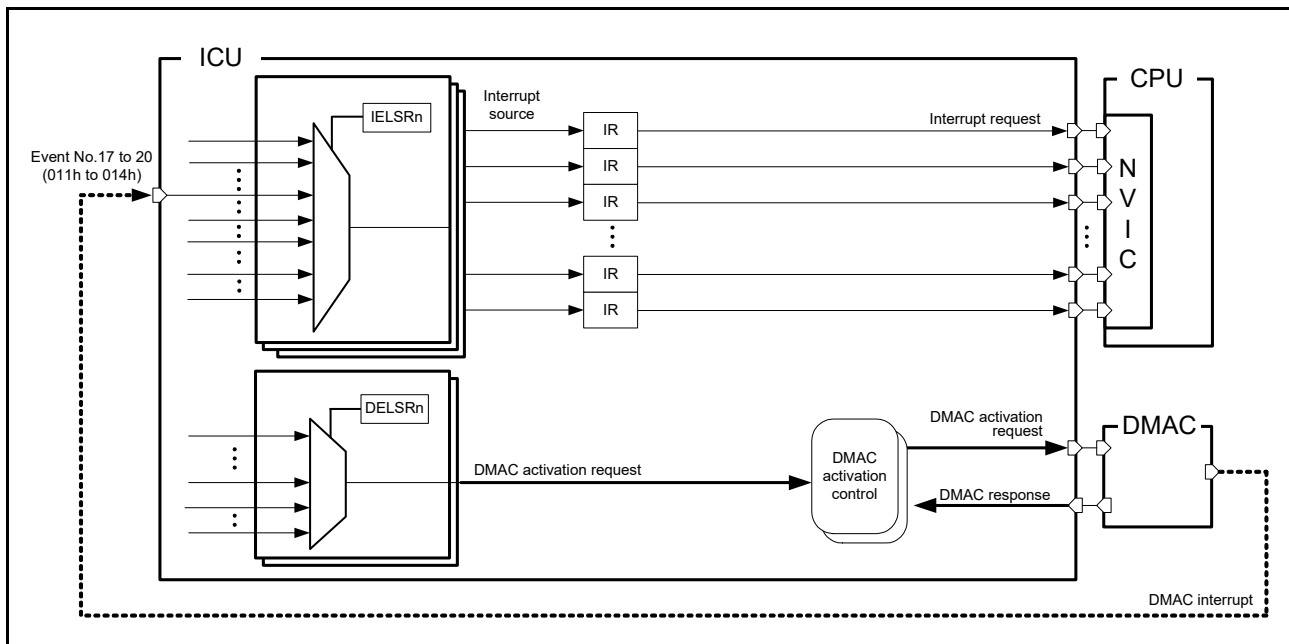 ICU
CPU
IELSRn
Interrupt
source
IR
Interrupt request
Event No.17 to 20
(011h to 014h)
IR
IR
N
V
I
C
IR
IR
DELSRn
DMAC activation
request
DMAC
DMAC activation request
DMAC
activation
control
DMAC response
DMAC interrupt